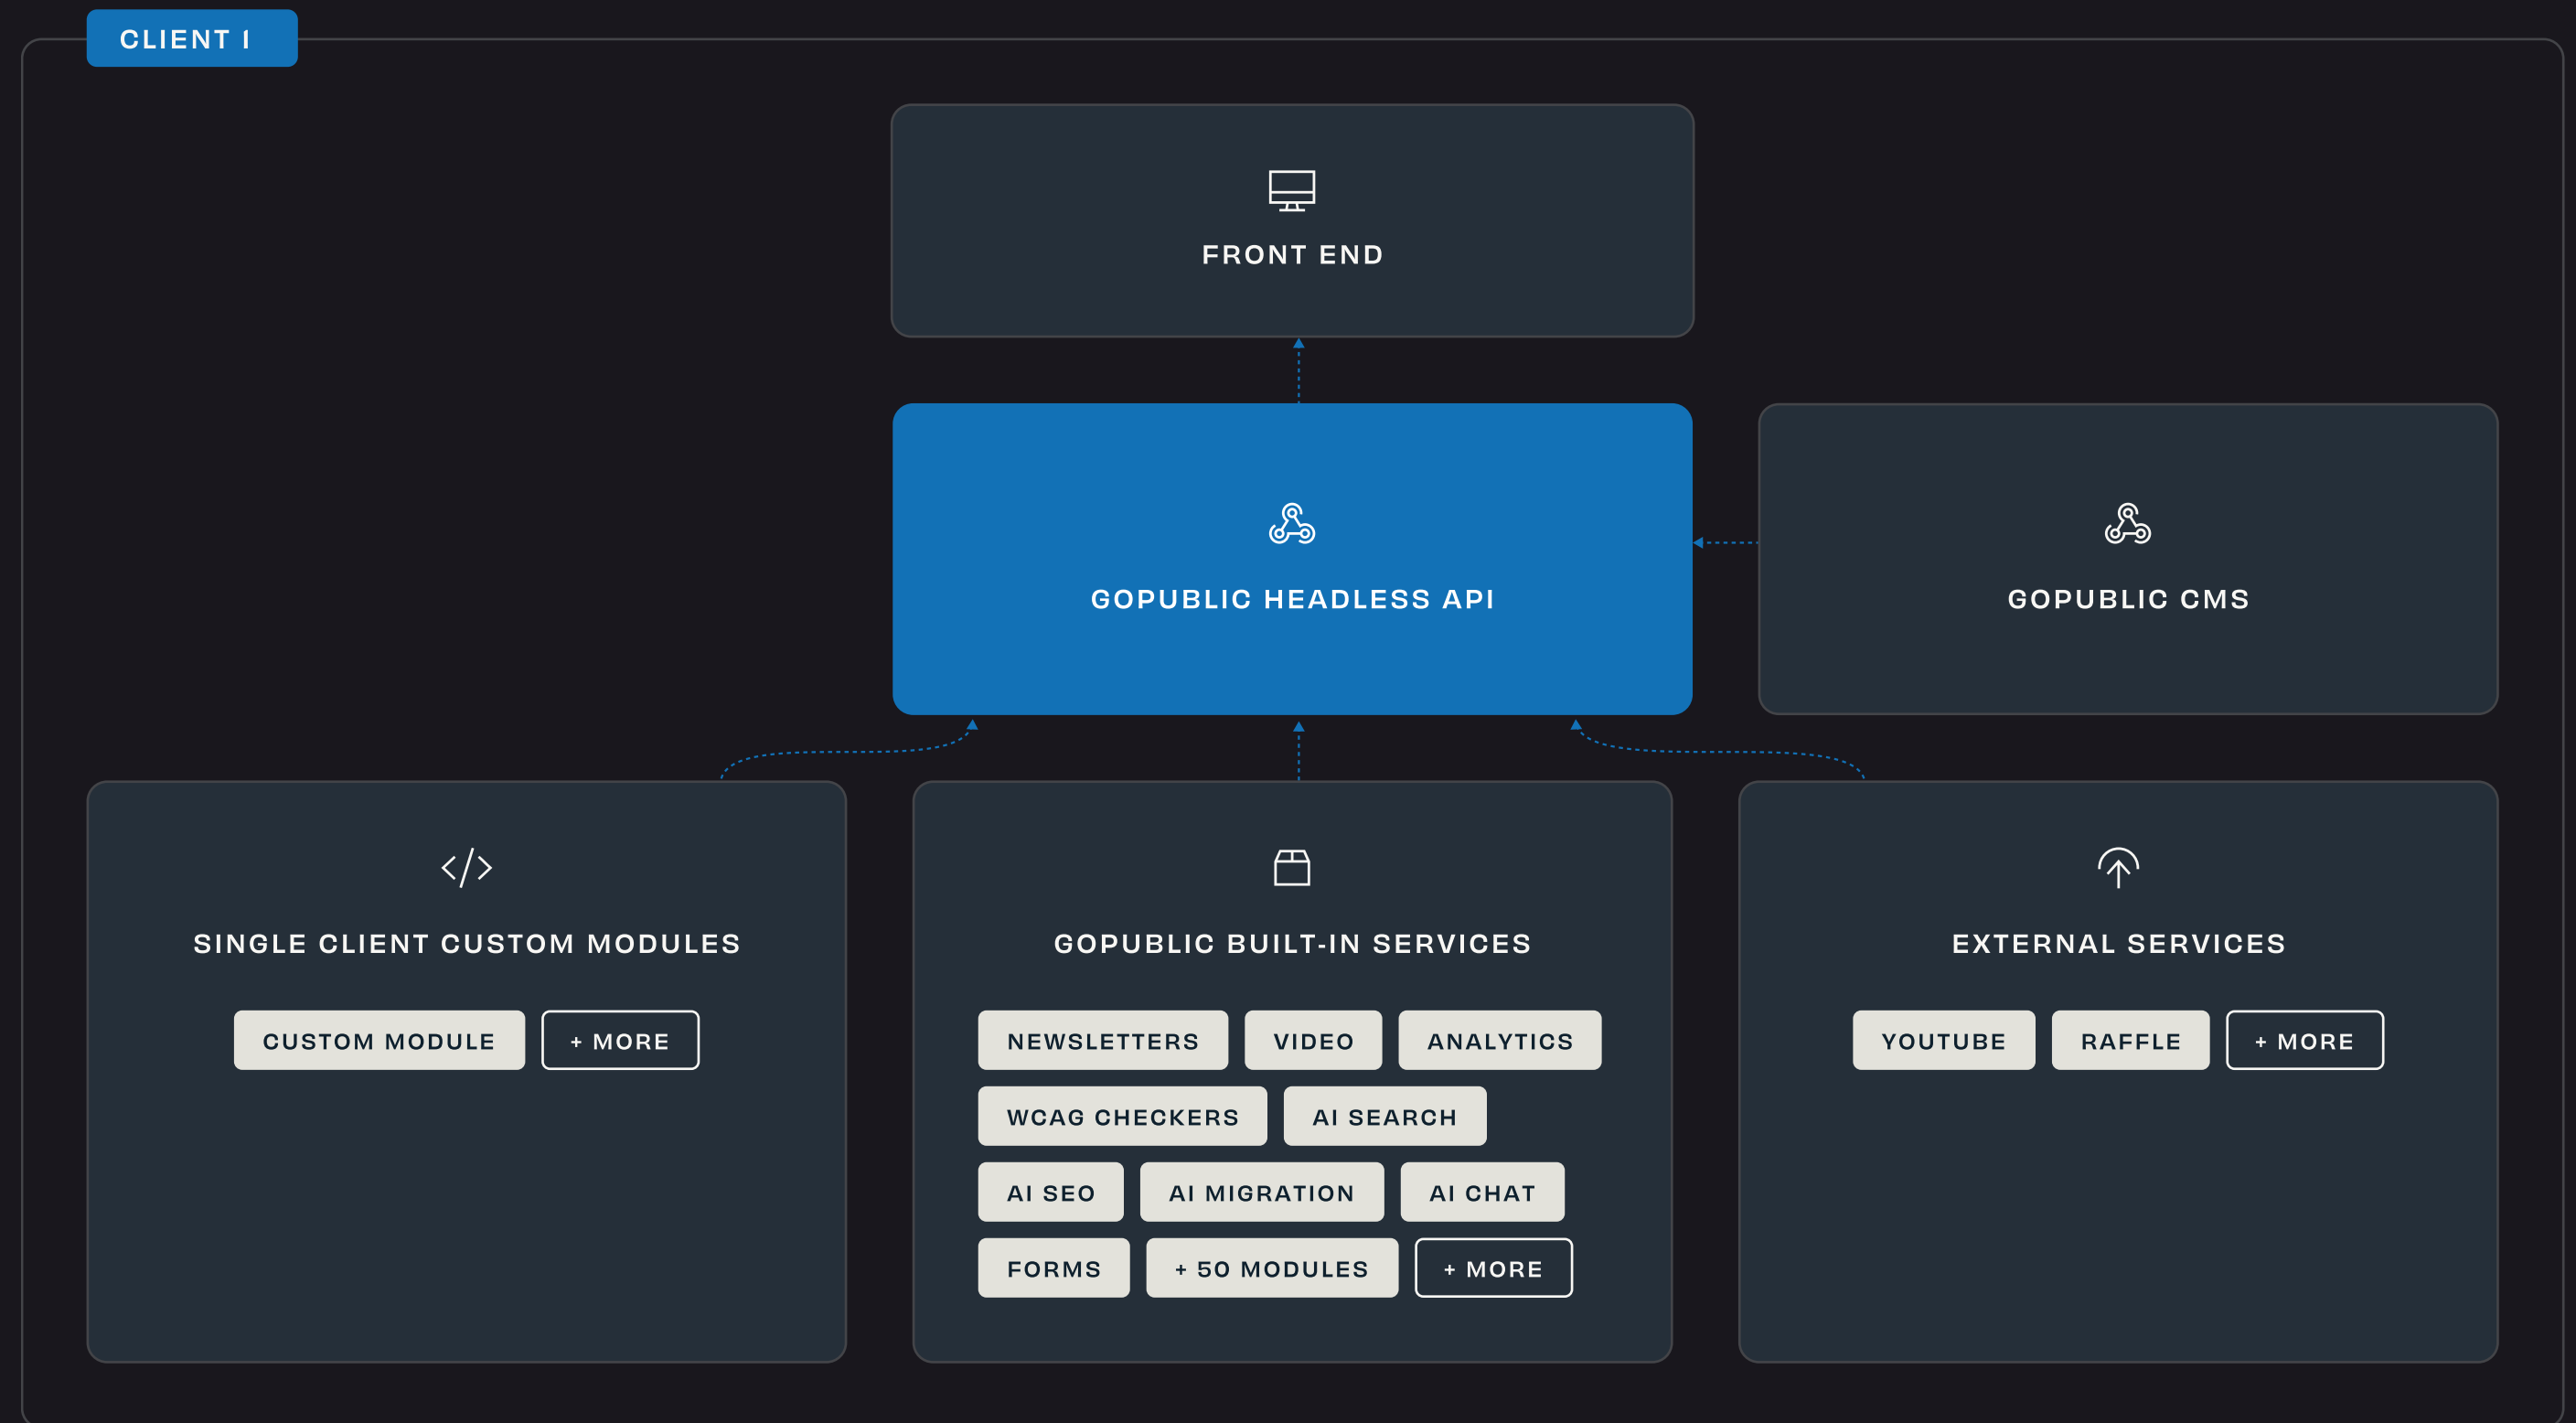 CLIENT 1
FRONT END
GOPUBLIC HEADLESS API
GOPUBLIC CMS
SINGLE CLIENT CUSTOM MODULES
CUSTOM MODULE
+ MORE
GOPUBLIC BUILT-IN SERVICES
NEWSLETTERS
VIDEO
ANALYTICS
WCAG CHECKERS
AI SEARCH
AI SEO
AI MIGRATION
AI CHAT
FORMS
+ 50 MODULES
+ MORE
EXTERNAL SERVICES
YOUTUBE
RAFFLE
+ MORE